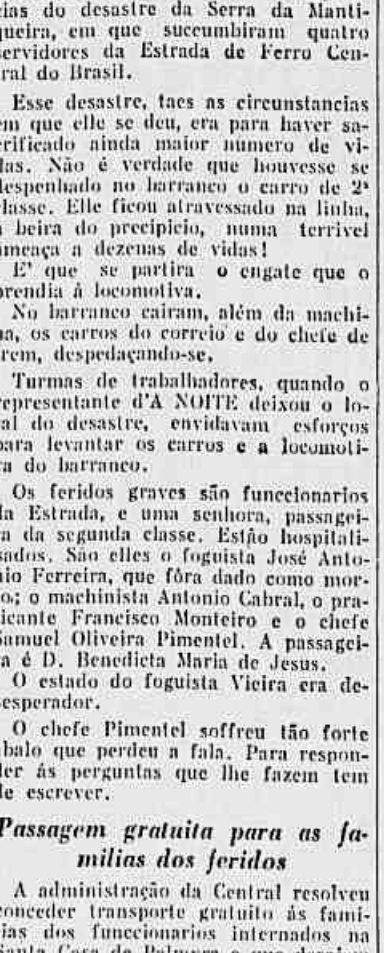 cias do desastre da Serra da Manti-
queira, em que succumbiram quatro
servidores da Estrada de Ferro Cen-
tral do Brasil.
Esse desastre, taes as circunstancias
em que elle se deu, era para haver sa-
crificado ainda maior numero de vi-
das. Não é verdade que houvesse se
despenhado no barranco o carro de 2ª
classe. Elle ficou atravessado na linha,
á beira do precipicio, numa terrivel
ameaça a dezenas de vidas!
E' que se partira o engate que o
prendia á locomotiva.
No barranco cairam, além da machi-
na, os carros do correio e do chefe de
trem, despedaçando-se.
Turmas de trabalhadores, quando o
representante d'A NOITE deixou o lo-
cal do desastre, envidavam esforços
para levantar os carros e a locomoti-
va do barranco.
Os feridos graves são funccionarios
da Estrada, e uma senhora, passagei-
ra da segunda classe. Estão hospitali-
sados. São elles o foguista José Anto-
nio Ferreira, que fôra dado como mor-
to; o machinista Antonio Cabral, o pra-
ticante Francisco Monteiro e o chefe
Samuel Oliveira Pimentel. A passagei-
ra é D. Benedicta Maria de Jesus.
O estado do foguista Vieira era de-
sesperador.
O chefe Pimentel soffreu tão forte
abalo que perdeu a fala. Para respon-
der ás perguntas que lhe fazem tem
de escrever.
Passagem gratuita para as fa-
milias dos feridos
A administração da Central resolveu
conceder transporte gratuito ás fami-
lias dos funccionarios internados na
Santa Casa de Palmyra e que